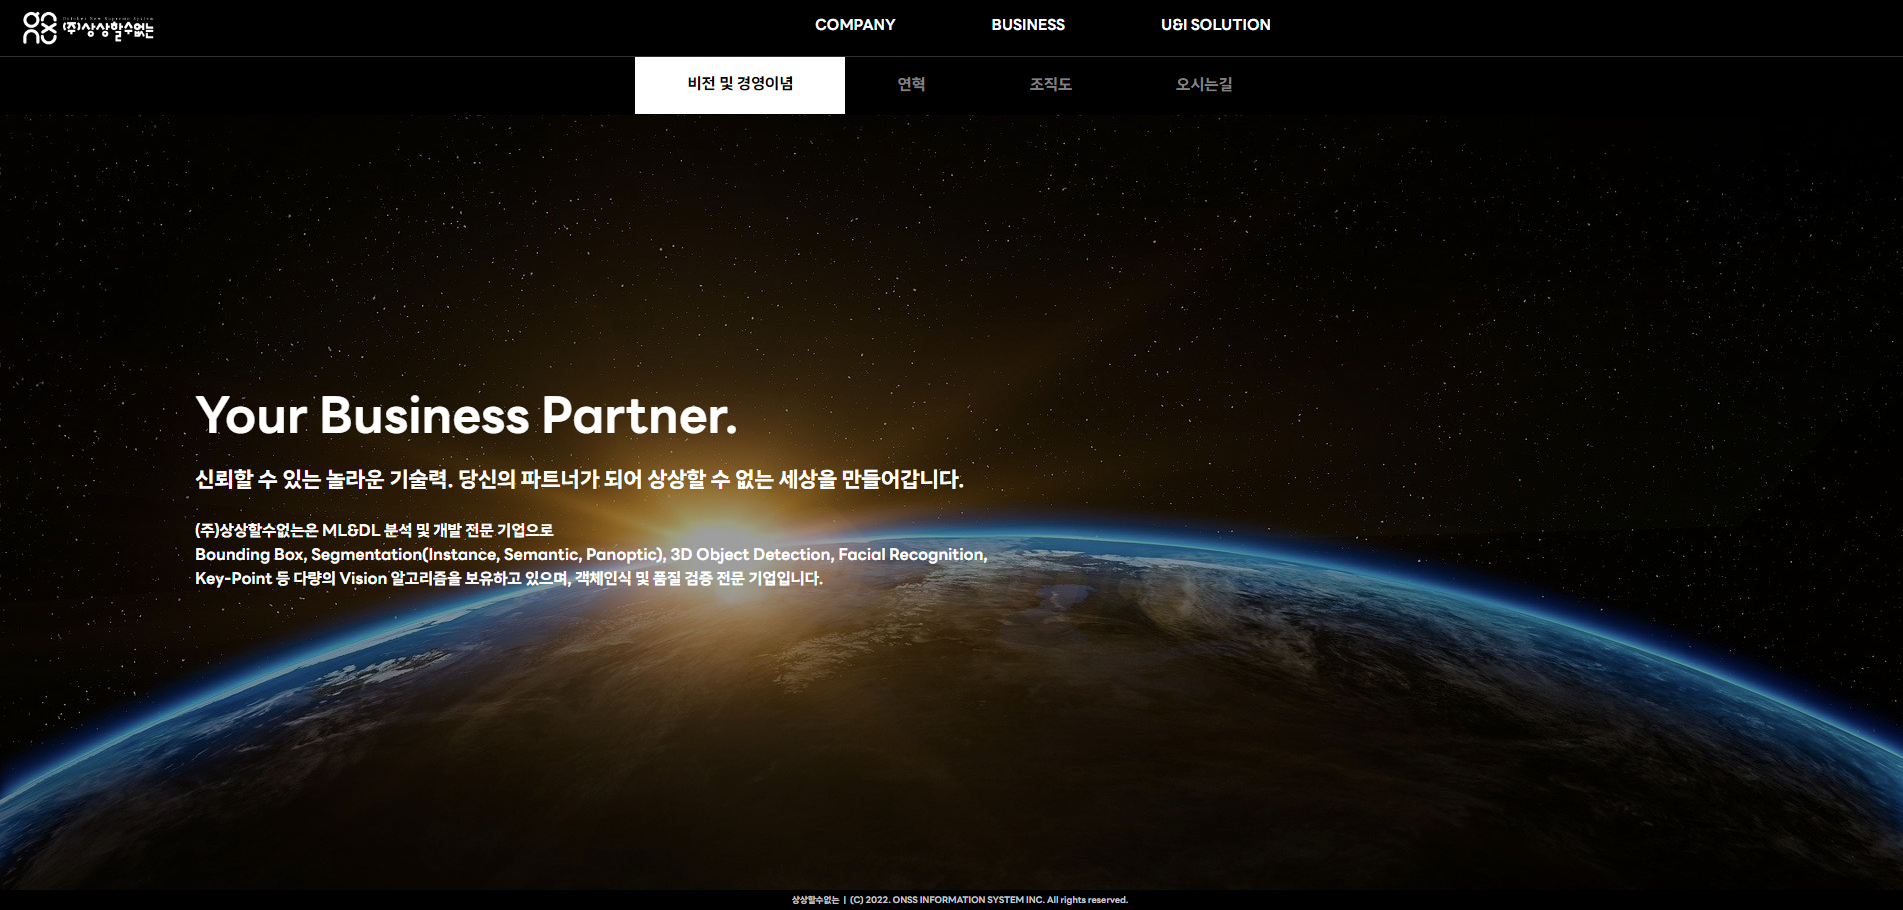 October New Supreme System
(주)상상할수없는
COMPANY BUSINESS U&I SOLUTION
비전 및 경영이념 연혁 조직도 오시는길
Your Business Partner.
신뢰할 수 있는 놀라운 기술력. 당신의 파트너가 되어 상상할 수 없는 세상을 만들어갑니다.
(주)상상할수없는은 ML&DL 분석 및 개발 전문 기업으로
Bounding Box, Segmentation(Instance, Semantic, Panoptic), 3D Object Detection, Facial Recognition,
Key-Point 등 다량의 Vision 알고리즘을 보유하고 있으며, 객체인식 및 품질 검증 전문 기업입니다.
상상할수없는 | (C) 2022. ONSS INFORMATION SYSTEM INC. All rights reserved.